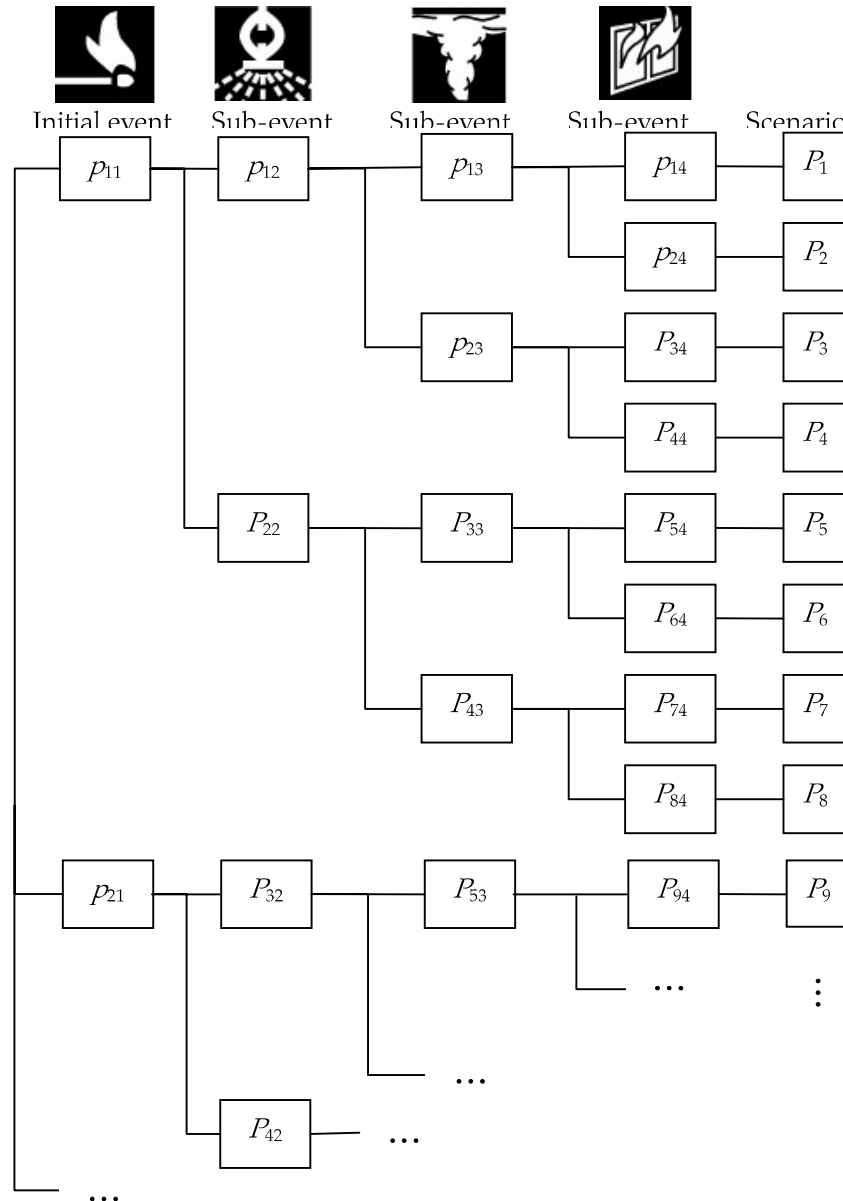 Initial event Sub-event Sub-event Sub-event Scenario
p11 p12 p13 p14 P1
p24 P2
p23 P34 P3
P44 P4
P22 P33 P54 P5
P64 P6
P43 P74 P7
P84 P8
p21 P32 P53 P94 P9
... ⋮
...
P42 ...
...